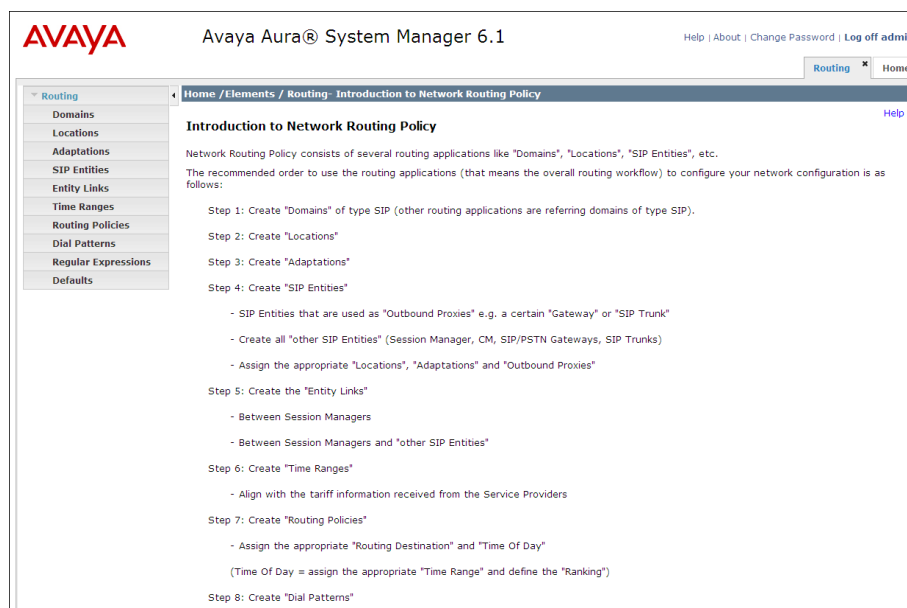 AVAYA
Avaya Aura® System Manager 6.1
Help | About | Change Password | Log off admi
Routing ×
Home
Routing
Domains
Locations
Adaptations
SIP Entities
Entity Links
Time Ranges
Routing Policies
Dial Patterns
Regular Expressions
Defaults
Home /Elements / Routing- Introduction to Network Routing Policy
Help
Introduction to Network Routing Policy
Network Routing Policy consists of several routing applications like "Domains", "Locations", "SIP Entities", etc.
The recommended order to use the routing applications (that means the overall routing workflow) to configure your network configuration is as
follows:
Step 1: Create "Domains" of type SIP (other routing applications are referring domains of type SIP).
Step 2: Create "Locations"
Step 3: Create "Adaptations"
Step 4: Create "SIP Entities"
- SIP Entities that are used as "Outbound Proxies" e.g. a certain "Gateway" or "SIP Trunk"
- Create all "other SIP Entities" (Session Manager, CM, SIP/PSTN Gateways, SIP Trunks)
- Assign the appropriate "Locations", "Adaptations" and "Outbound Proxies"
Step 5: Create the "Entity Links"
- Between Session Managers
- Between Session Managers and "other SIP Entities"
Step 6: Create "Time Ranges"
- Align with the tariff information received from the Service Providers
Step 7: Create "Routing Policies"
- Assign the appropriate "Routing Destination" and "Time Of Day"
(Time Of Day = assign the appropriate "Time Range" and define the "Ranking")
Step 8: Create "Dial Patterns"